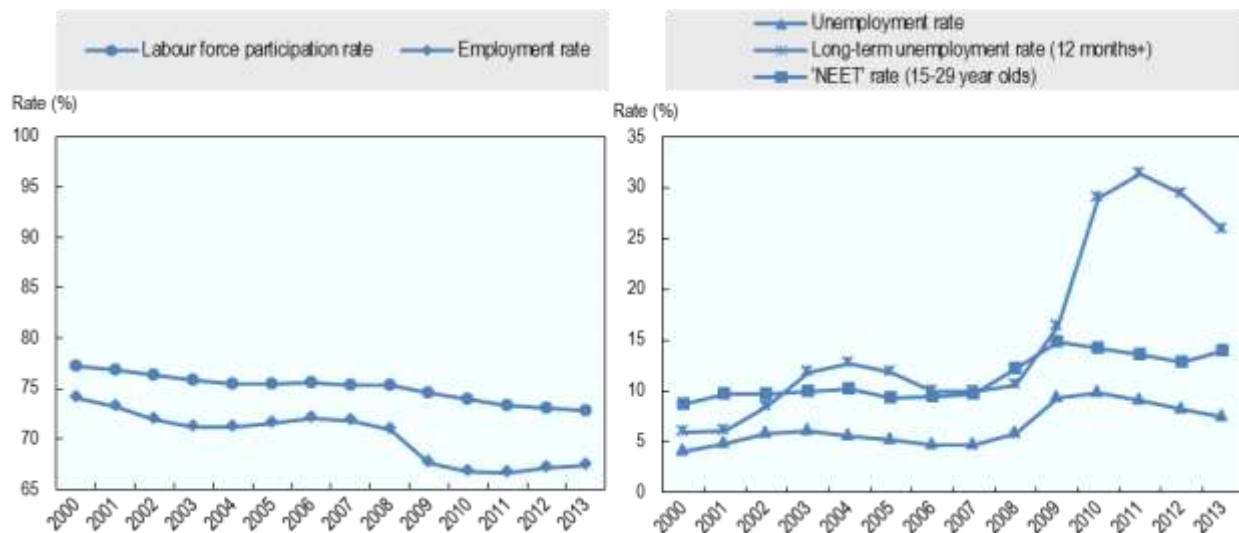 Labour force participation rate Employment rate
Rate (%)
100
95
90
85
80
75
70
65
2000 2001 2002 2003 2004 2005 2006 2007 2008 2009 2010 2011 2012 2013
Unemployment rate
Long-term unemployment rate (12 months+)
'NEET' rate (15-29 year olds)
Rate (%)
35
30
25
20
15
10
5
0
2000 2001 2002 2003 2004 2005 2006 2007 2008 2009 2010 2011 2012 2013